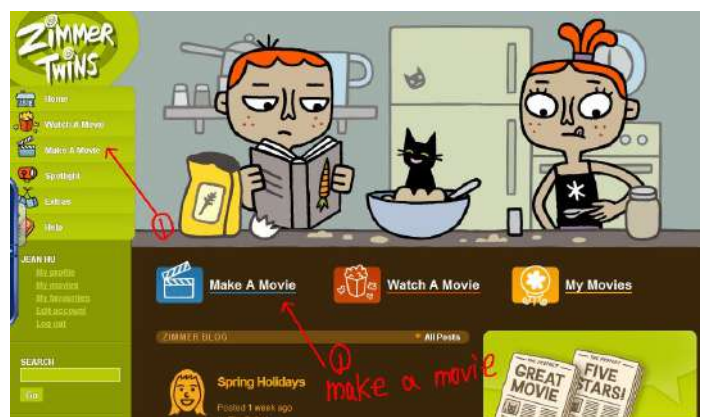 ZIMMER
TWINS
Home
Watch A Movie
Make A Movie
Spotlight
Extras
Help
JEAN HU
My profile
My movies
My favourites
Edit account
Log out
SEARCH
Go
1
Make A Movie
Watch A Movie
My Movies
ZIMMER BLOG
All Posts
1
make a movie
Spring Holidays
Posted 1 week ago
GREAT
MOVIE
FIVE
STARS!